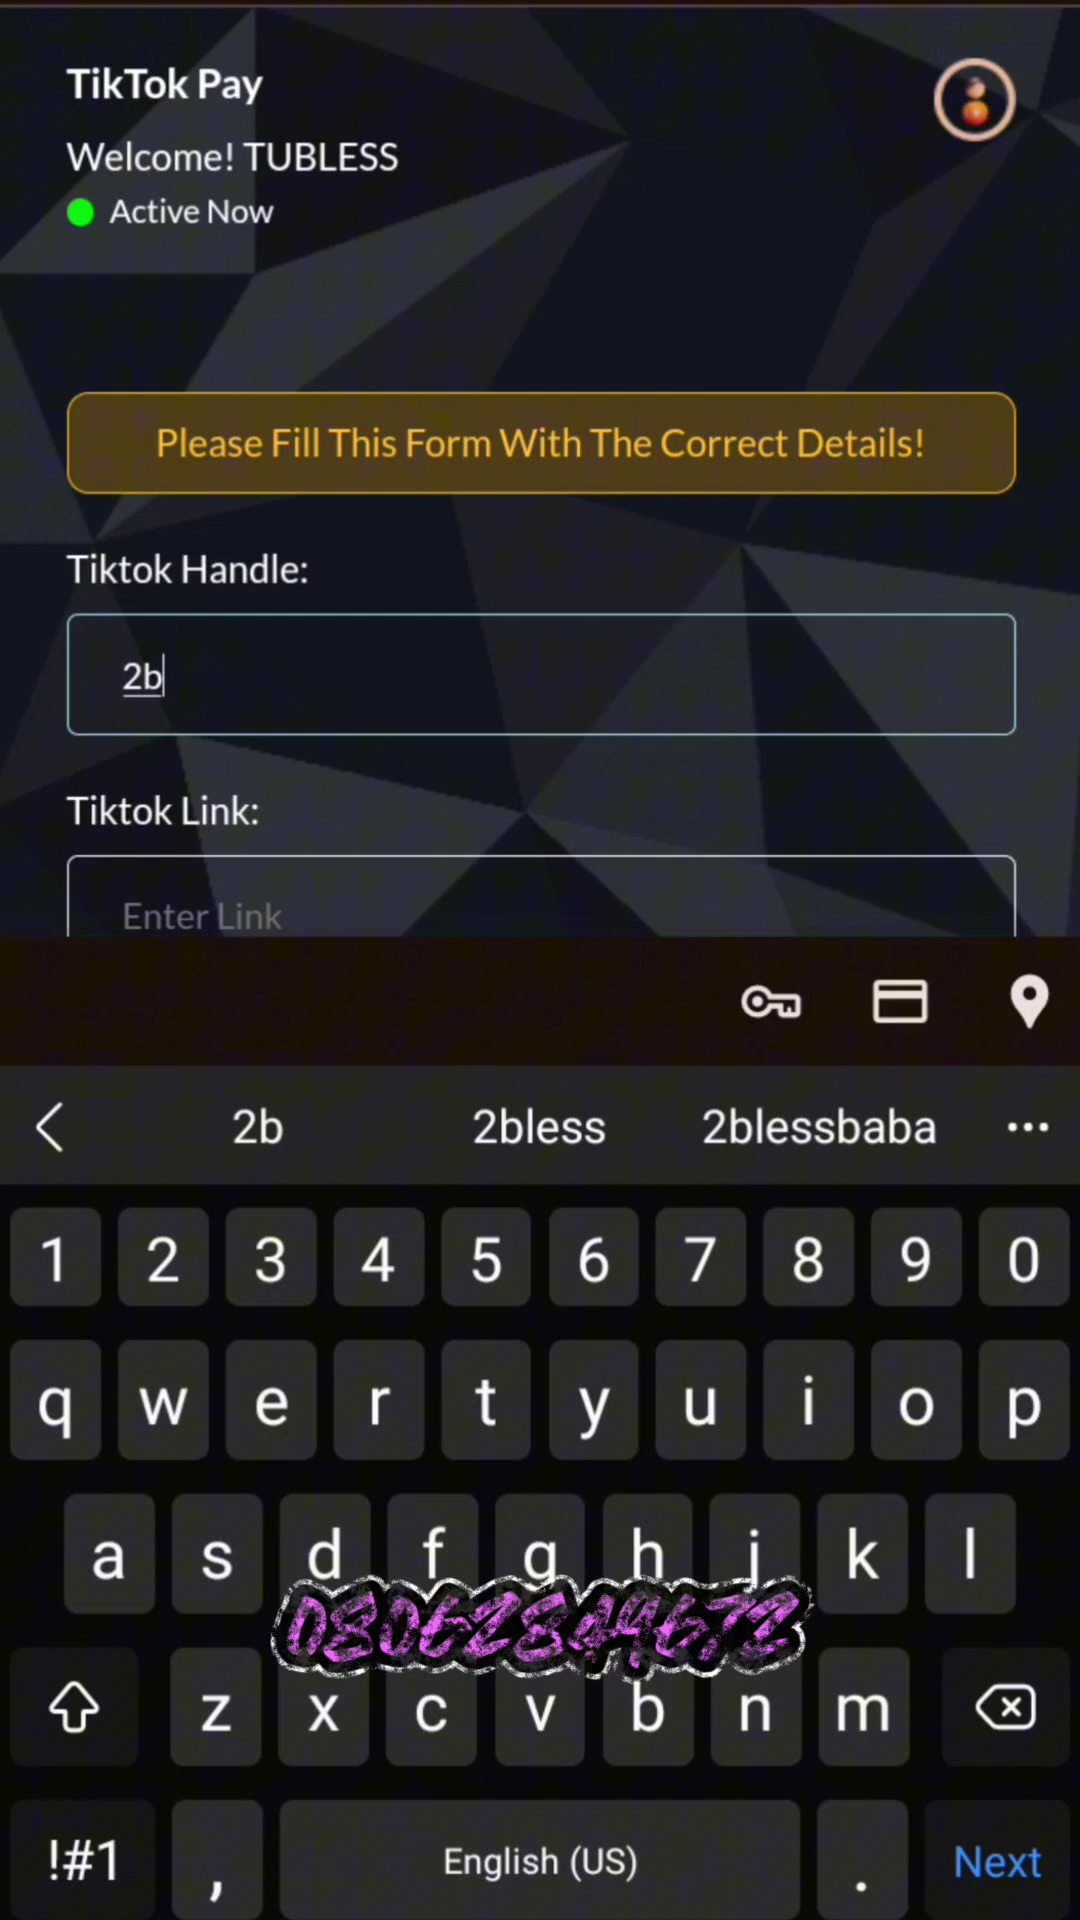 TikTok Pay
Welcome! TUBLESS
Active Now
Please Fill This Form With The Correct Details!
Tiktok Handle:
2b
Tiktok Link:
Enter Link
2b 2bless 2blessbaba ...
1 2 3 4 5 6 7 8 9 0
q w e r t y u i o p
a s d f g h j k l
08062849672
z x c v b n m
!#1 , English (US) . Next